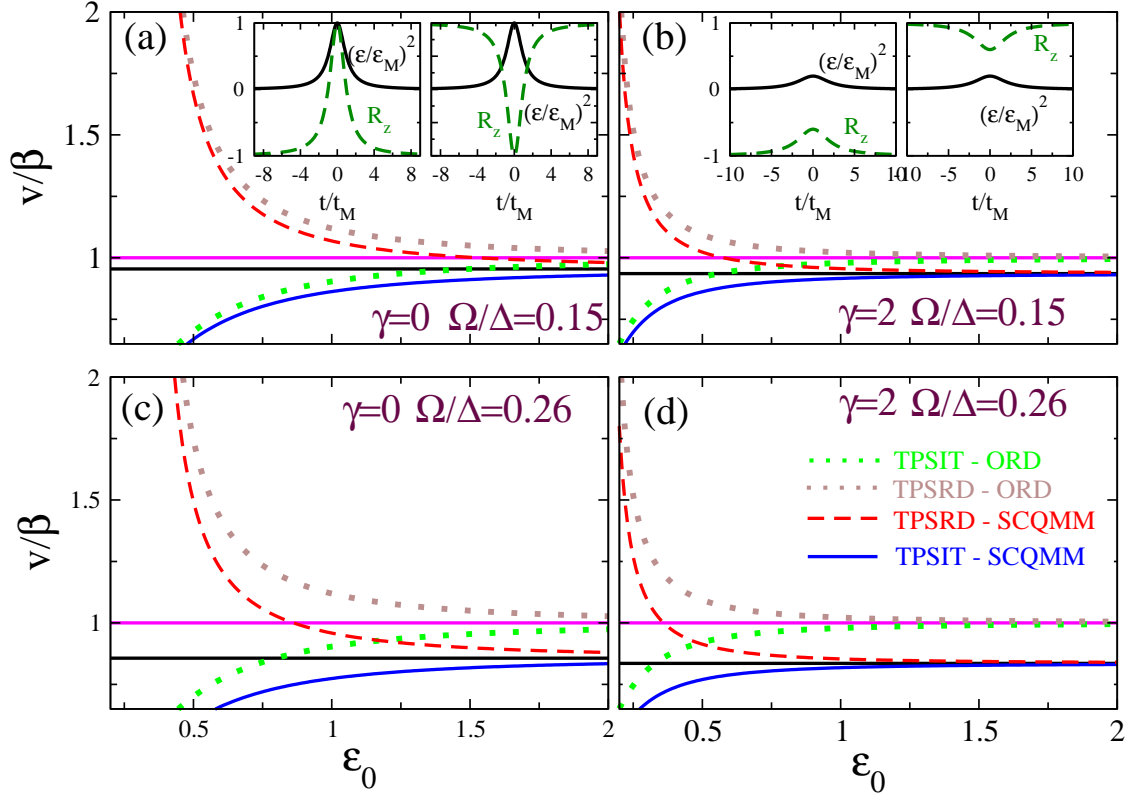 (a)
(b)
2
1.5
1
v/β
1
0
-1
(ε/ε_M)^2
R_z
-8 -4 0 4 8
t/t_M
R_z
(ε/ε_M)^2
-8 -4 0 4 8
t/t_M
1
0
-1
(ε/ε_M)^2
R_z
-10 -5 0 5 10
t/t_M
R_z
(ε/ε_M)^2
-10 -5 0 5 10
t/t_M
γ=0 Ω/Δ=0.15
γ=2 Ω/Δ=0.15
(c)
γ=0 Ω/Δ=0.26
(d)
γ=2 Ω/Δ=0.26
2
1.5
1
v/β
TPSIT - ORD
TPSRD - ORD
TPSRD - SCQMM
TPSIT - SCQMM
0.5 1 1.5 2
ε_0
0.5 1 1.5 2
ε_0